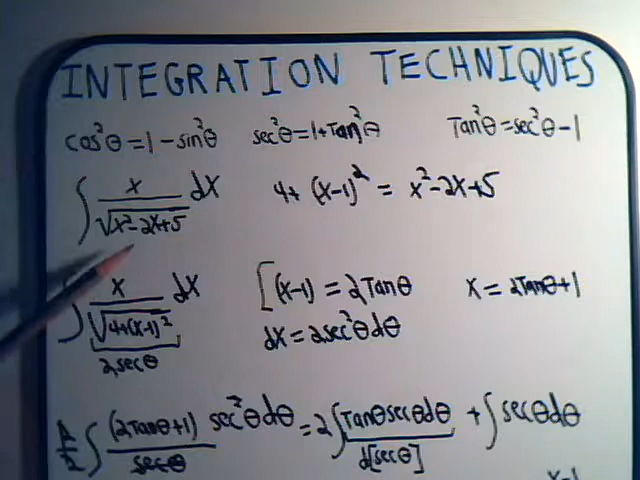 INTEGRATION TECHNIQUES
cos²θ = 1 - sin²θ sec²θ = 1 + Tan²θ Tan²θ = sec²θ - 1
∫ x/√(x² - 2x + 5) dx 4 + (x-1)² = x² - 2x + 5
∫ x/√(4+(x-1)²) dx [(x-1) = 2Tanθ x = 2Tanθ + 1
2secθ dx = 2sec²θdθ
2/2 ∫ (2Tanθ+1)/secθ sec²θdθ = 2∫Tanθsecθdθ + ∫secθdθ
d[secθ]
x-1